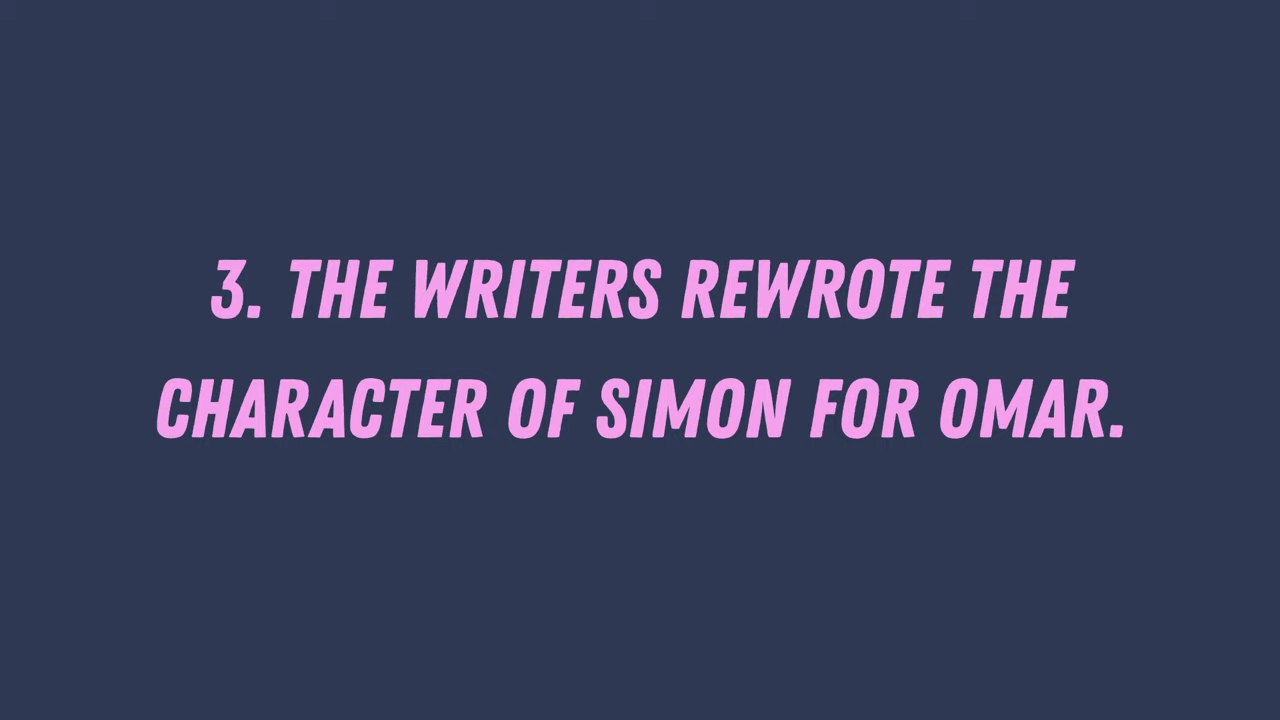 3. THE WRITERS REWROTE THE
CHARACTER OF SIMON FOR OMAR.